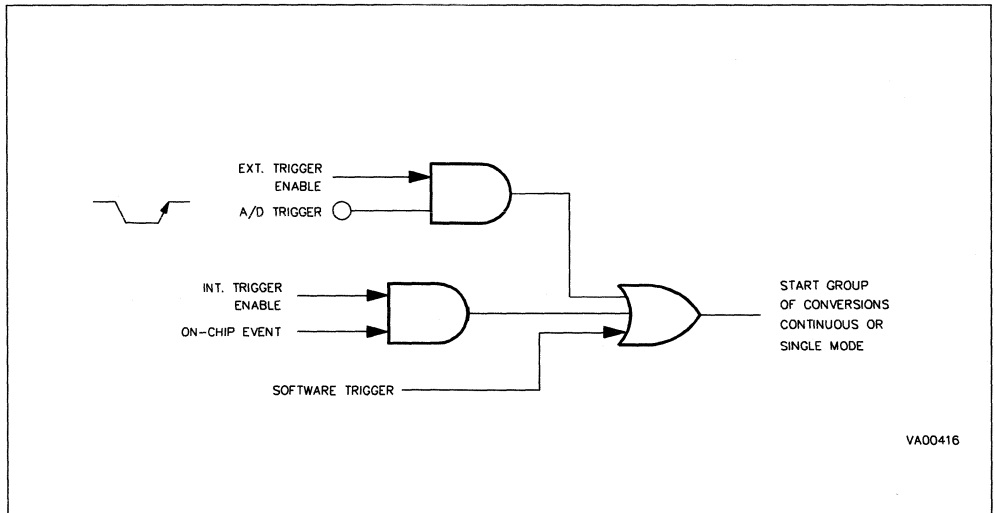 EXT. TRIGGER
ENABLE
A/D TRIGGER
INT. TRIGGER
ENABLE
ON-CHIP EVENT
SOFTWARE TRIGGER
START GROUP
OF CONVERSIONS
CONTINUOUS OR
SINGLE MODE
VA00416